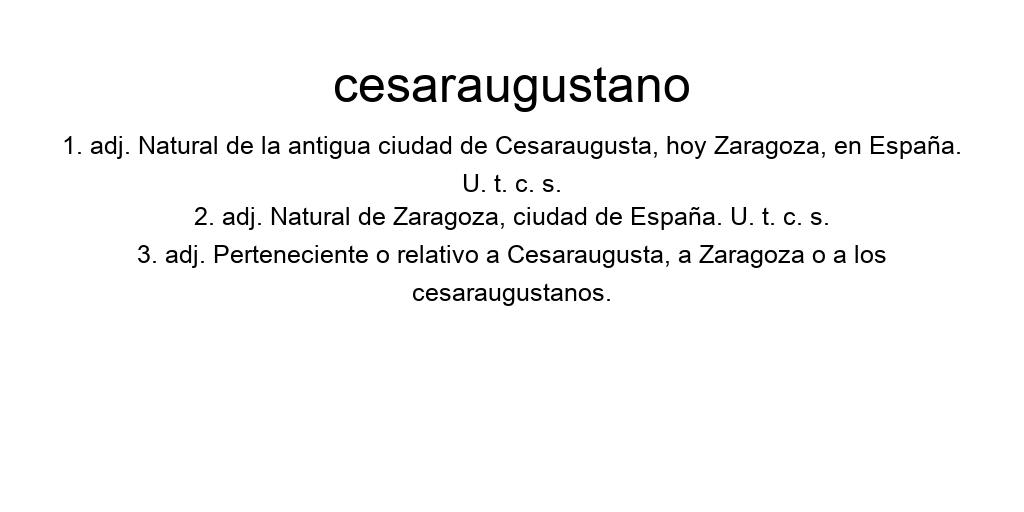 cesaraugustano
1. adj. Natural de la antigua ciudad de Cesaraugusta, hoy Zaragoza, en España.
U. t. c. s.
2. adj. Natural de Zaragoza, ciudad de España. U. t. c. s.
3. adj. Perteneciente o relativo a Cesaraugusta, a Zaragoza o a los
cesaraugustanos.